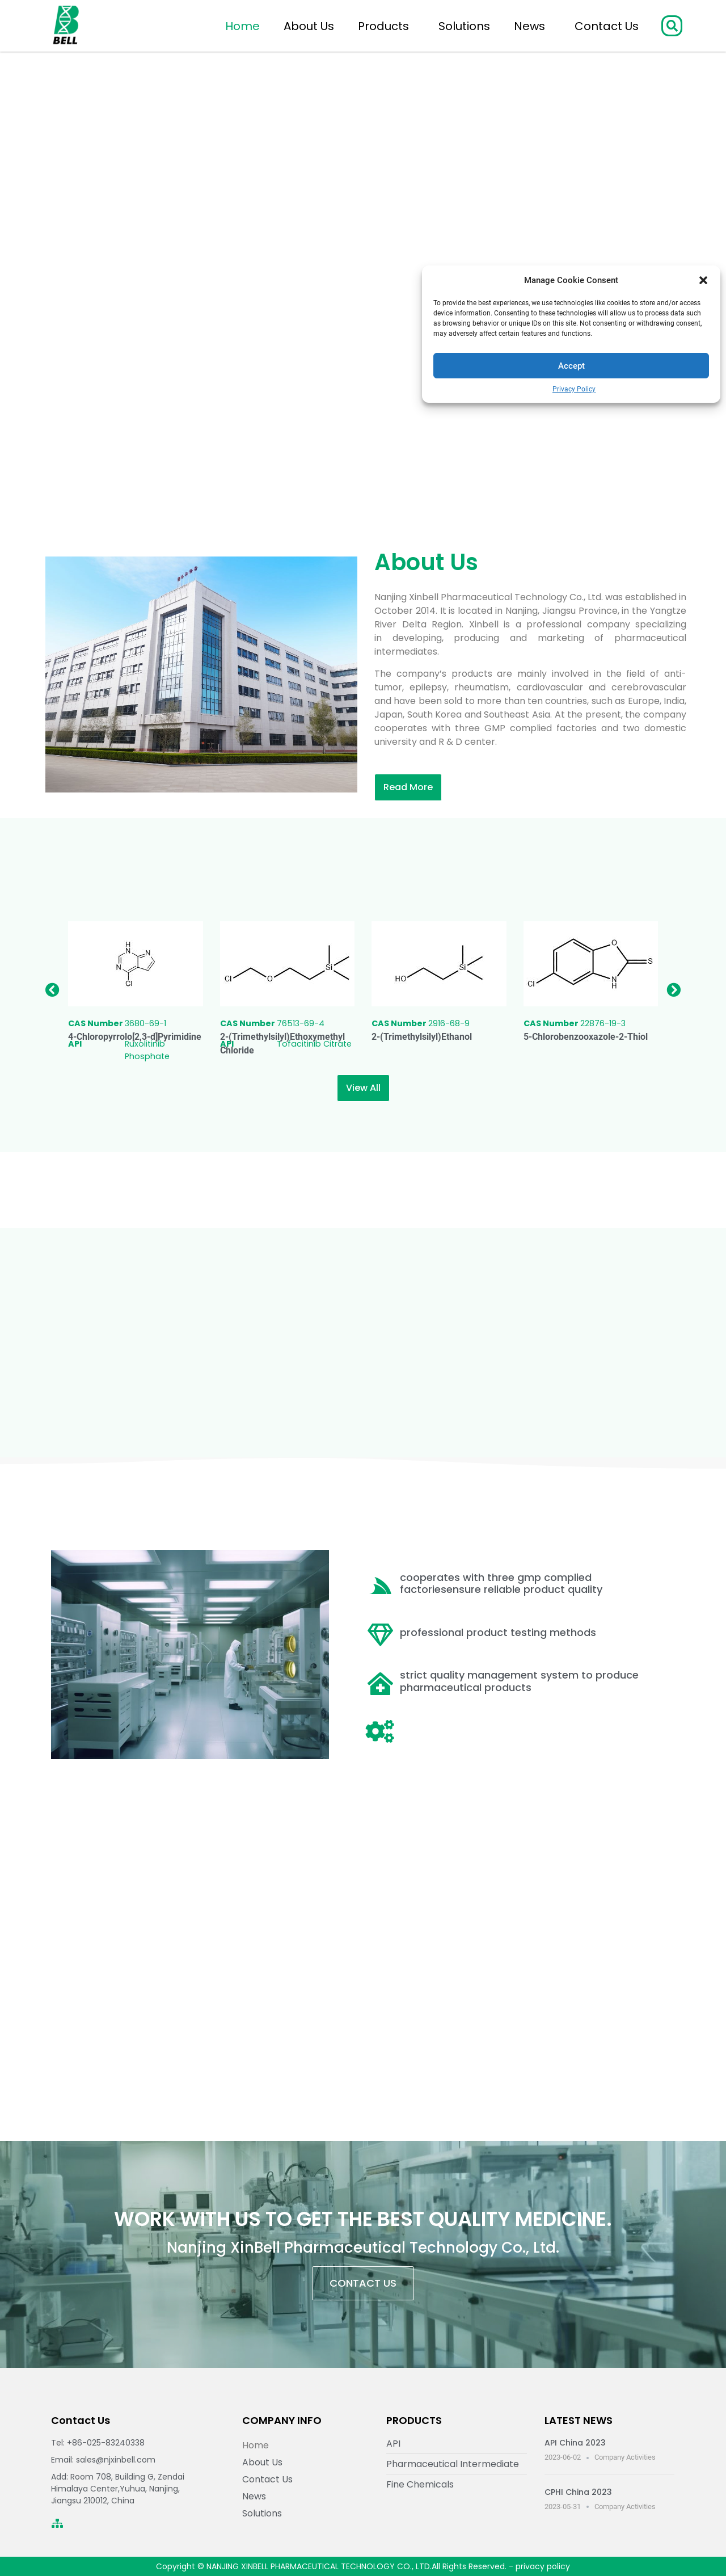 BELL
Home About Us Products Solutions News Contact Us
Manage Cookie Consent
To provide the best experiences, we use technologies like cookies to store and/or access
device information. Consenting to these technologies will allow us to process data such
as browsing behavior or unique IDs on this site. Not consenting or withdrawing consent,
may adversely affect certain features and functions.
Accept
Privacy Policy
About Us
Nanjing Xinbell Pharmaceutical Technology Co., Ltd. was established in
October 2014. It is located in Nanjing, Jiangsu Province, in the Yangtze
River Delta Region. Xinbell is a professional company specializing
in developing, producing and marketing of pharmaceutical
intermediates.
The company’s products are mainly involved in the field of anti-
tumor, epilepsy, rheumatism, cardiovascular and cerebrovascular
and have been sold to more than ten countries, such as Europe, India,
Japan, South Korea and Southeast Asia. At the present, the company
cooperates with three GMP complied factories and two domestic
university and R & D center.
Read More
H
N
N
N
Cl
Cl
O
Si
HO
Si
O
S
N
H
Cl
CAS Number 3680-69-1
4-Chloropyrrolo[2,3-d]Pyrimidine
API Ruxolitinib
Phosphate
CAS Number 76513-69-4
2-(Trimethylsilyl)Ethoxymethyl
Chloride
API Tofacitinib Citrate
CAS Number 2916-68-9
2-(Trimethylsilyl)Ethanol
CAS Number 22876-19-3
5-Chlorobenzooxazole-2-Thiol
View All
cooperates with three gmp complied
factoriesensure reliable product quality
professional product testing methods
strict quality management system to produce
pharmaceutical products
WORK WITH US TO GET THE BEST QUALITY MEDICINE.
Nanjing XinBell Pharmaceutical Technology Co., Ltd.
CONTACT US
Contact Us
Tel: +86-025-83240338
Email: sales@njxinbell.com
Add: Room 708, Building G, Zendai
Himalaya Center,Yuhua, Nanjing,
Jiangsu 210012, China
COMPANY INFO
Home
About Us
Contact Us
News
Solutions
PRODUCTS
API
Pharmaceutical Intermediate
Fine Chemicals
LATEST NEWS
API China 2023
2023-06-02 • Company Activities
CPHI China 2023
2023-05-31 • Company Activities
Copyright © NANJING XINBELL PHARMACEUTICAL TECHNOLOGY CO., LTD.All Rights Reserved. - privacy policy